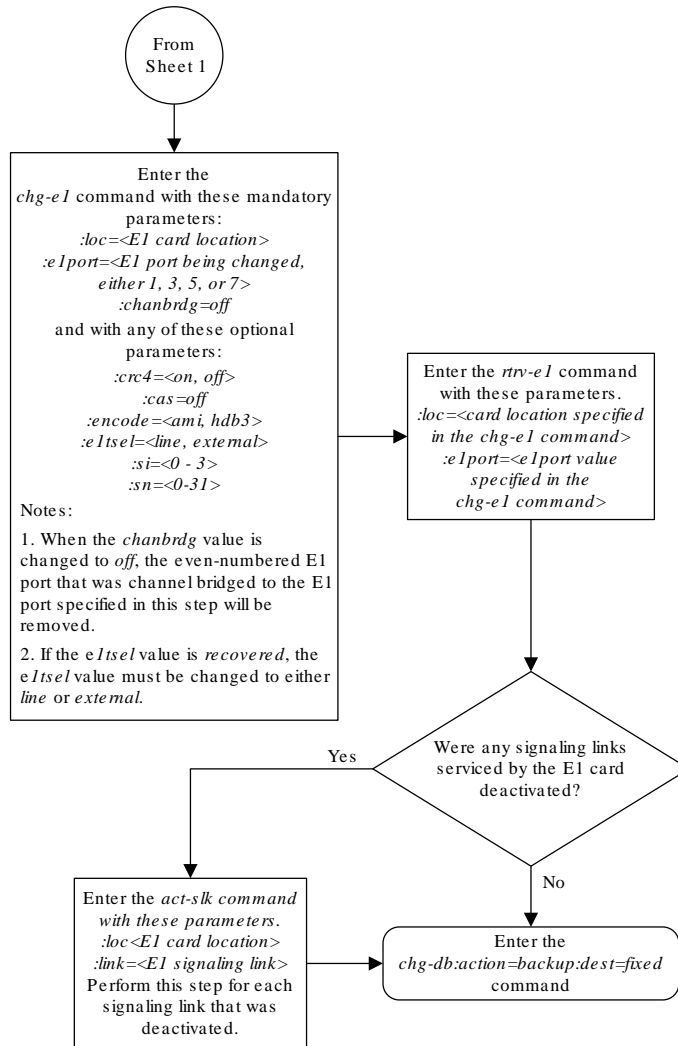 From
Sheet 1
Enter the
chg-e1 command with these mandatory
parameters:
:loc=<E1 card location>
:e1port=<E1 port being changed,
either 1, 3, 5, or 7>
:chanbrdg=off
and with any of these optional
parameters:
:crc4=<on, off>
:cas=off
:encode=<ami, hdb3>
:e1tsel=<line, external>
:si=<0 - 3>
:sn=<0-31>
Notes:
1. When the chanbrdg value is
changed to off, the even-numbered E1
port that was channel bridged to the E1
port specified in this step will be
removed.
2. If the e1tsel value is recovered, the
e1tsel value must be changed to either
line or external.
Enter the rtrv-e1 command
with these parameters.
:loc=<card location specified
in the chg-e1 command>
:e1port=<e1port value
specified in the
chg-e1 command>
Were any signaling links
serviced by the E1 card
deactivated?
Yes
No
Enter the act-slk command
with these parameters.
:loc<E1 card location>
:link=<E1 signaling link>
Perform this step for each
signaling link that was
deactivated.
Enter the
chg-db:action=backup:dest=fixed
command